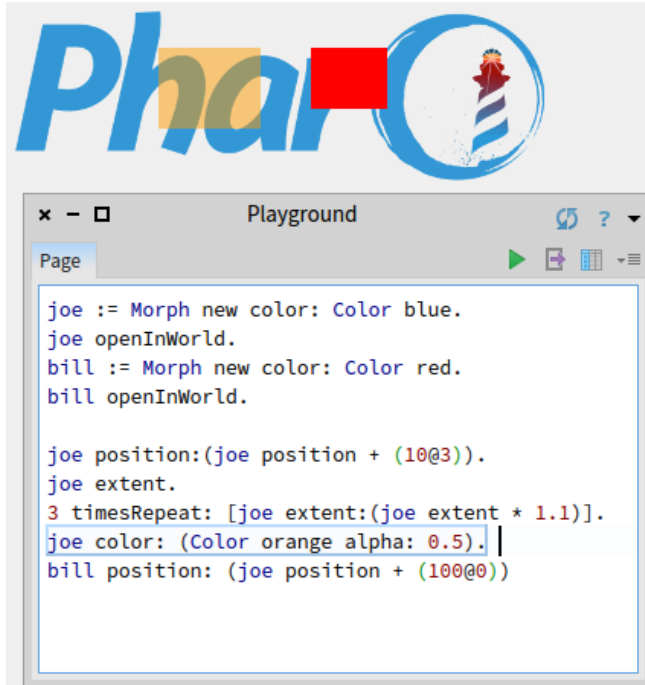 Pharo
Playground
?
Page
joe := Morph new color: Color blue.
joe openInWorld.
bill := Morph new color: Color red.
bill openInWorld.
joe position:(joe position + (10@3)).
joe extent.
3 timesRepeat: [joe extent:(joe extent * 1.1)].
joe color: (Color orange alpha: 0.5).
bill position: (joe position + (100@0))